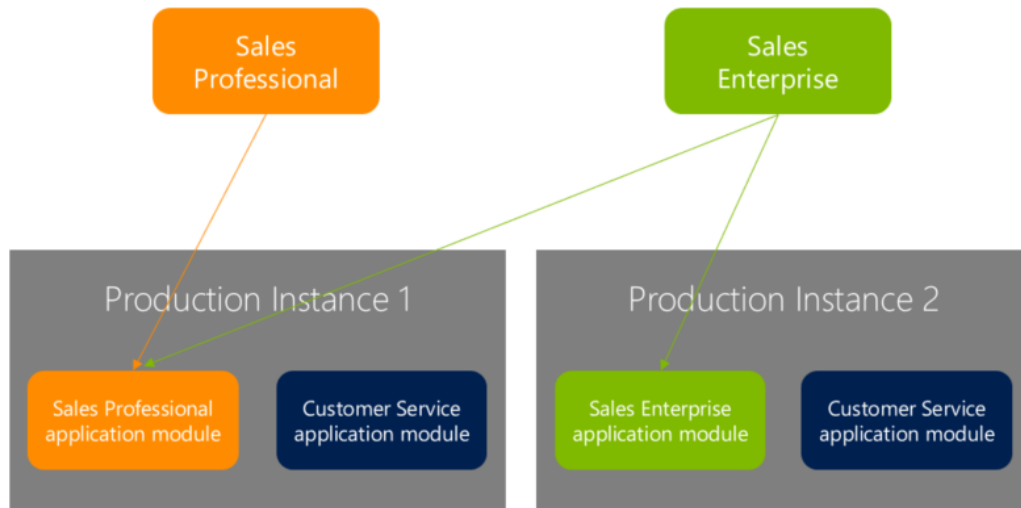 Sales
Professional
Sales
Enterprise
Production Instance 1
Production Instance 2
Sales Professional
application module
Customer Service
application module
Sales Enterprise
application module
Customer Service
application module